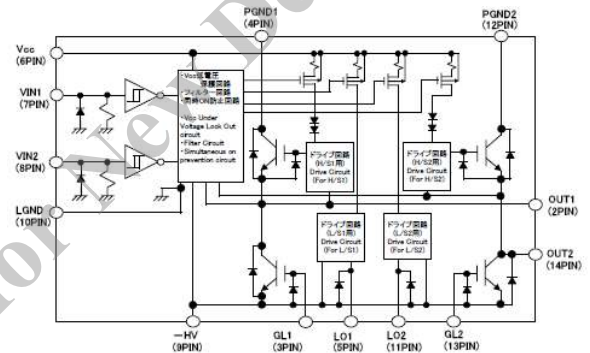 PGND1
(4PIN)
PGND2
(12PIN)
Vcc
(6PIN)
VIN1
(7PIN)
VIN2
(8PIN)
LGND
(10PIN)
・Vcc低電圧
保護回路
・フィルター回路
・同時ON防止回路
・Vcc Under
Voltage Lock Out
circuit
・Filter Circuit
・Simultaneous on
prevention circuit
ドライブ回路
(H/S1用)
Drive Circuit
(For H/S1)
ドライブ回路
(H/S2用)
Drive Circuit
(For H/S2)
ドライブ回路
(L/S1用)
Drive Circuit
(For L/S1)
ドライブ回路
(L/S2用)
Drive Circuit
(For L/S2)
OUT1
(2PIN)
OUT2
(14PIN)
－HV
(9PIN)
GL1
(3PIN)
LO1
(5PIN)
LO2
(11PIN)
GL2
(13PIN)
for New De